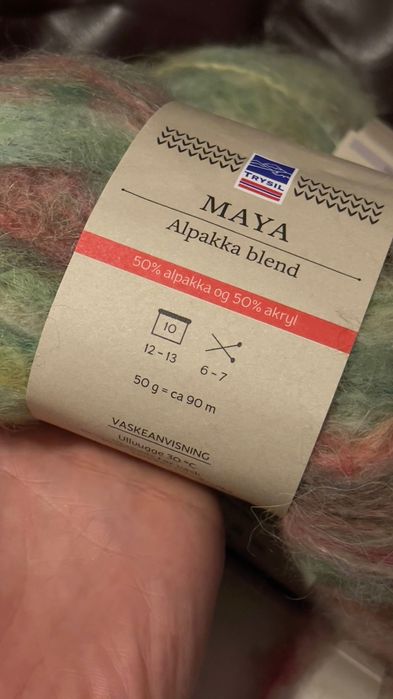 TRYSIL
MAYA
Alpakka blend
50% alpakka og 50% akryl
10
12-13
6-7
50 g = ca 90 m
VASKEANVISNING
Ullvugge 30 °C